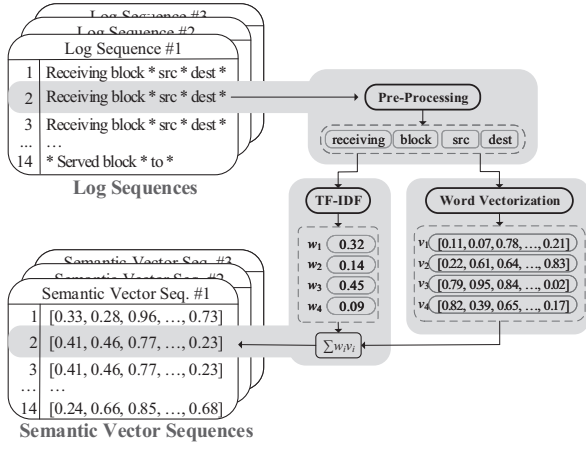 Log Sequence #3
Log Sequence #2
Log Sequence #1
1 Receiving block * src * dest *
2 Receiving block * src * dest *
3 Receiving block * src * dest *
... ...
14 * Served block * to *
Log Sequences
Pre-Processing
receiving block src dest
TF-IDF
w1 0.32
w2 0.14
w3 0.45
w4 0.09
∑wivi
Word Vectorization
v1 [0.11, 0.07, 0.78, ..., 0.21]
v2 [0.22, 0.61, 0.64, ..., 0.83]
v3 [0.79, 0.95, 0.84, ..., 0.02]
v4 [0.82, 0.39, 0.65, ..., 0.17]
Semantic Vector Seq. #3
Semantic Vector Seq. #2
Semantic Vector Seq. #1
1 [0.33, 0.28, 0.96, ..., 0.73]
2 [0.41, 0.46, 0.77, ..., 0.23]
3 [0.41, 0.46, 0.77, ..., 0.23]
... ...
14 [0.24, 0.66, 0.85, ..., 0.68]
Semantic Vector Sequences